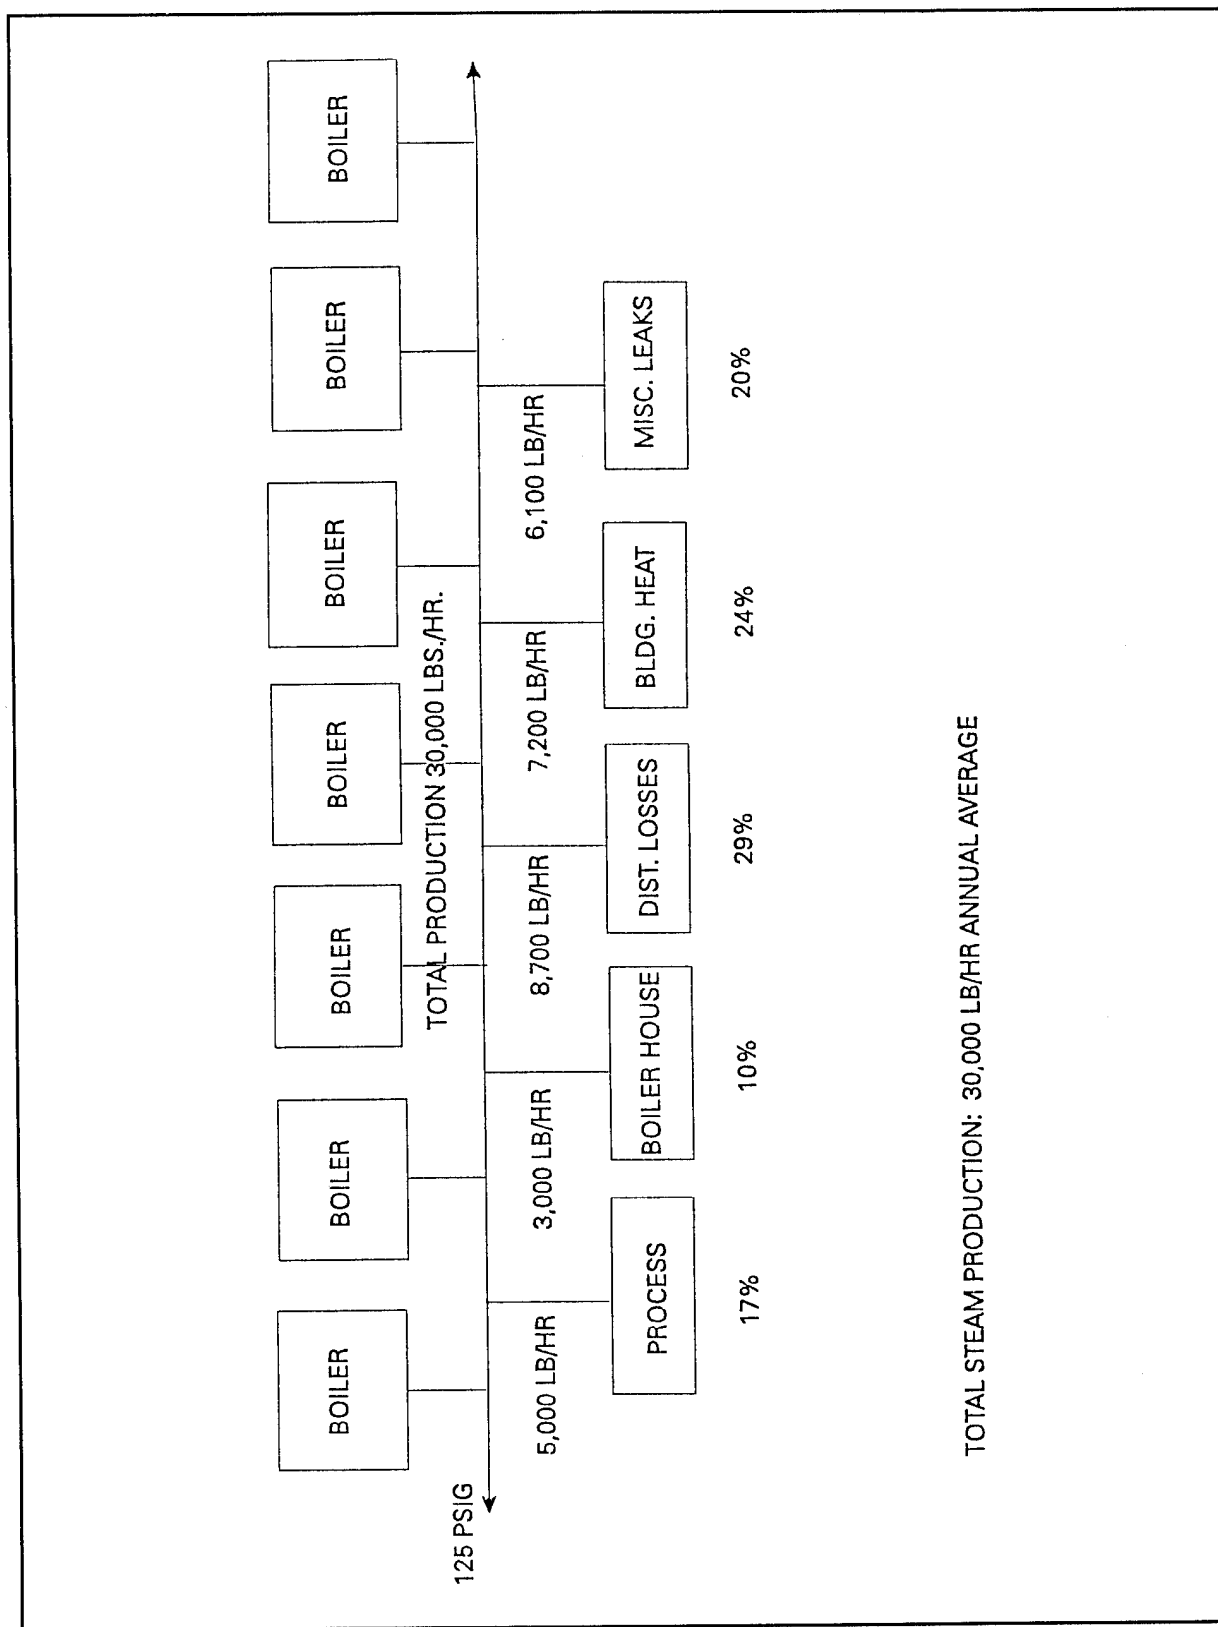 BOILER
BOILER
BOILER
BOILER
BOILER
BOILER
BOILER
TOTAL PRODUCTION 30,000 LBS./HR.
125 PSIG
5,000 LB/HR
3,000 LB/HR
8,700 LB/HR
7,200 LB/HR
6,100 LB/HR
PROCESS
BOILER HOUSE
DIST. LOSSES
BLDG. HEAT
MISC. LEAKS
17%
10%
29%
24%
20%
TOTAL STEAM PRODUCTION: 30,000 LB/HR ANNUAL AVERAGE